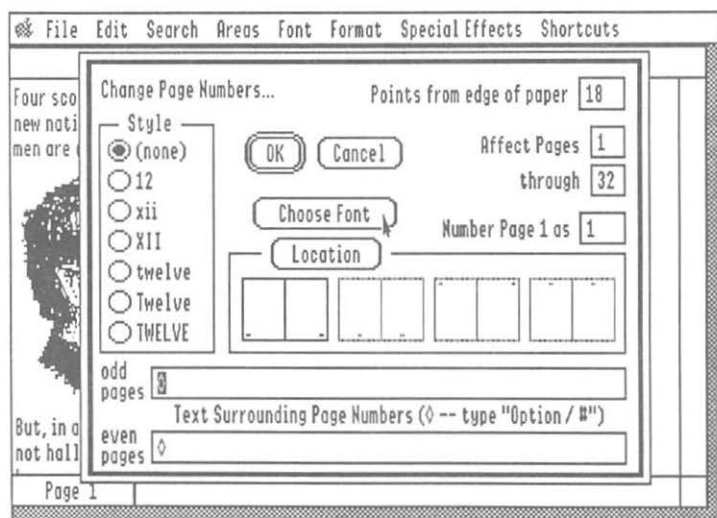 File Edit Search Areas Font Format Special Effects Shortcuts
Four sco
new nati
men are
But, in a
not hall
Change Page Numbers...
Points from edge of paper 18
Style
(none)
12
xii
XII
twelve
Twelve
TWELVE
OK Cancel
Affect Pages 1
through 32
Choose Font
Number Page 1 as 1
Location
odd
pages ◊
Text Surrounding Page Numbers (◊ -- type "Option / #")
even
pages ◊
Page 1